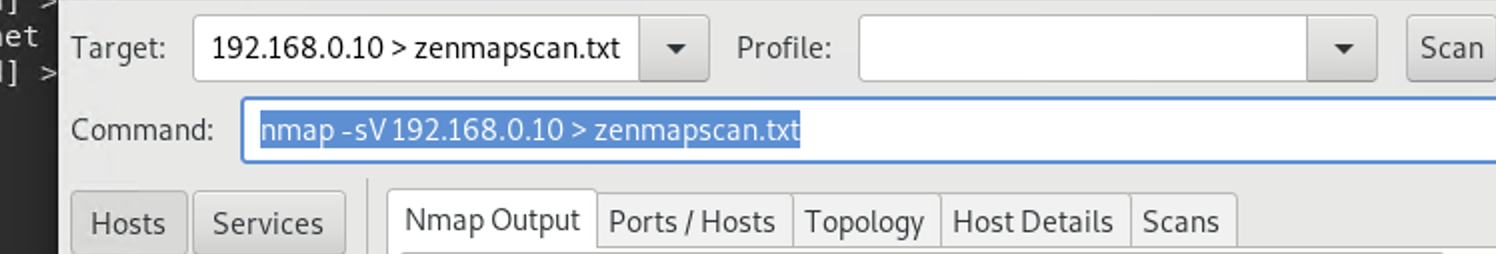 ] >
et
] >
Target: 192.168.0.10 > zenmapscan.txt Profile: Scan
Command: nmap -sV 192.168.0.10 > zenmapscan.txt
Hosts Services Nmap Output Ports / Hosts Topology Host Details Scans